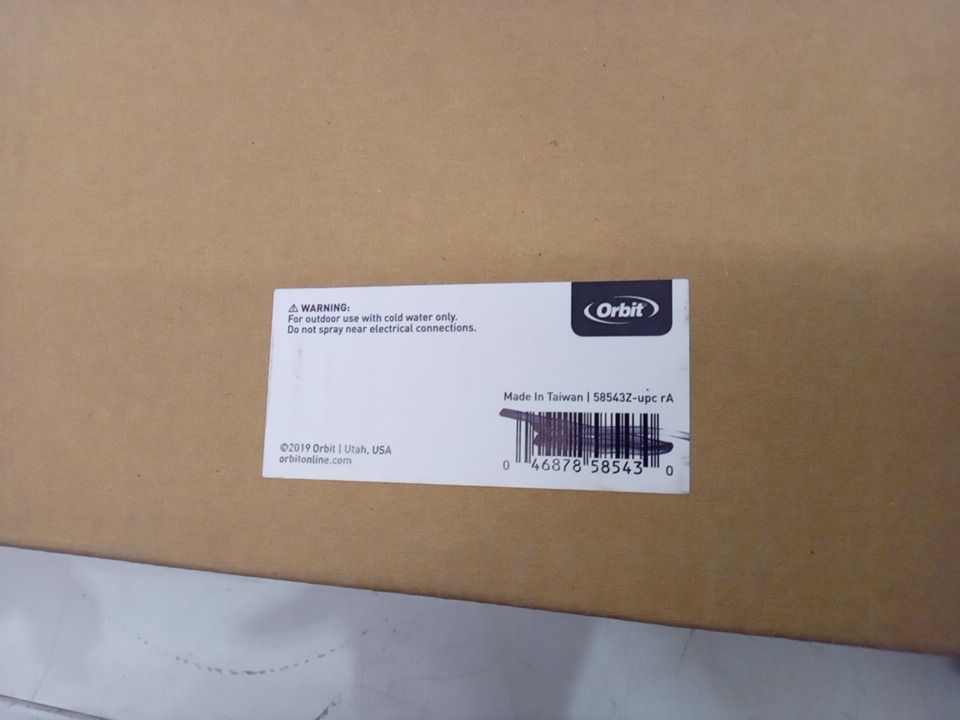 ⚠ WARNING:
For outdoor use with cold water only.
Do not spray near electrical connections.
Orbit®
Made In Taiwan | 58543Z-upc rA
0 46878 58543 0
©2019 Orbit | Utah, USA
orbitonline.com